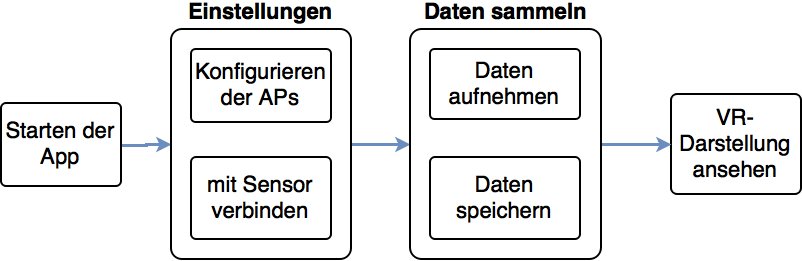 Einstellungen
Daten sammeln
Starten der
App
Konfigurieren
der APs
mit Sensor
verbinden
Daten
aufnehmen
Daten
speichern
VR-
Darstellung
ansehen